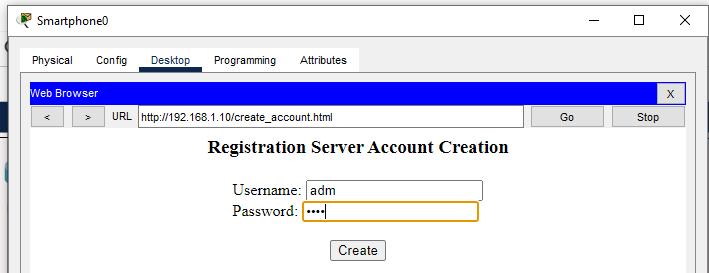 Smartphone0
Physical Config Desktop Programming Attributes
Web Browser X
< > URL http://192.168.1.10/create_account.html Go Stop
Registration Server Account Creation
Username: adm
Password: ••••
Create